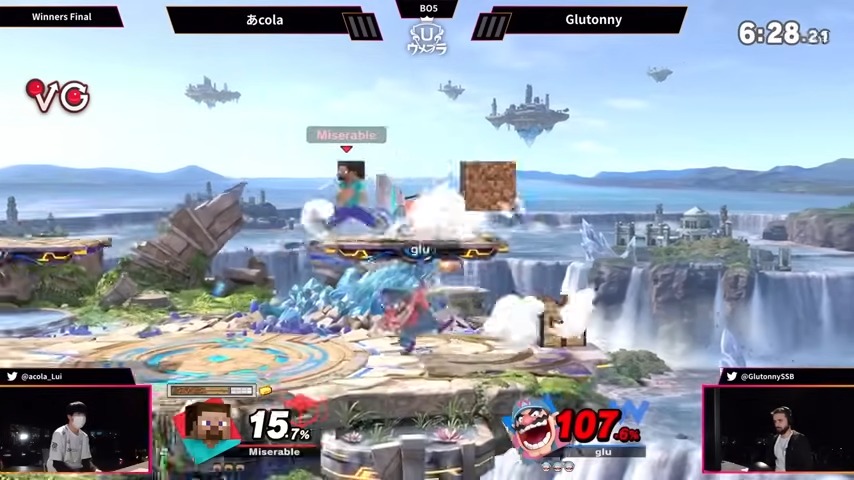 Winners Final
あcola
BO5
U
ウメブラ
Glutonny
6:28.21
VG
Miserable
glu
@acola_Lui
@GlutonnySSB
15.7%
Miserable
107.6%
glu